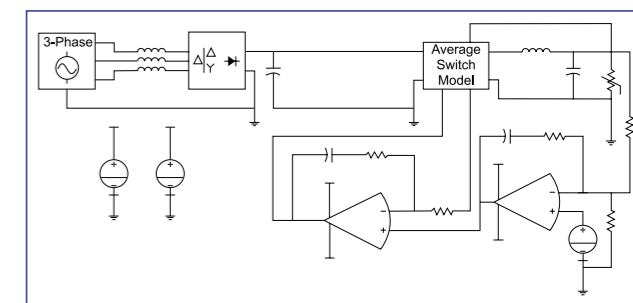 3-Phase
Δ Δ
Y
Average
Switch
Model
+
−
+
−
−
+
−
+
+
−